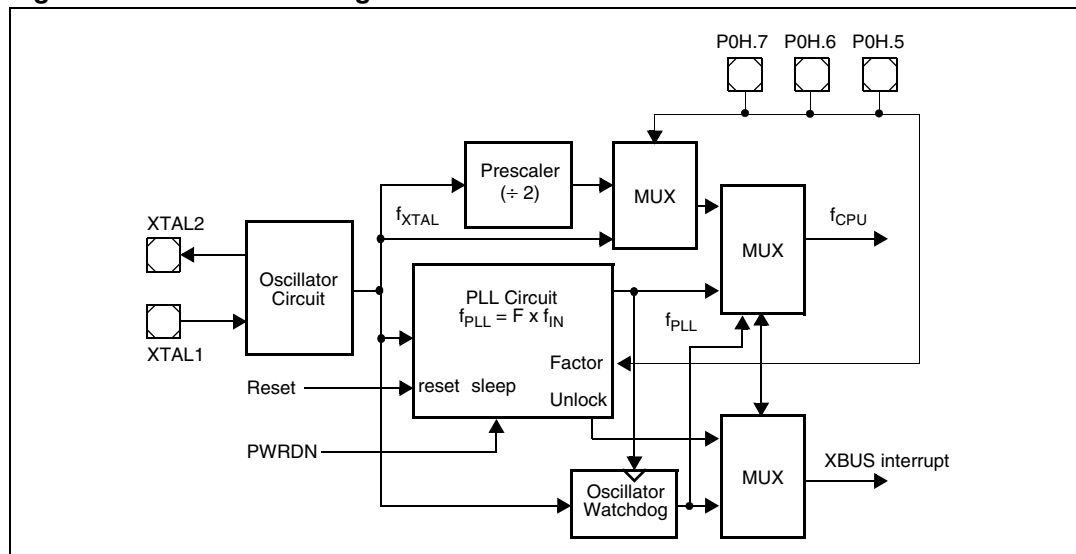 P0H.7 P0H.6 P0H.5
Prescaler
(÷ 2)
MUX
fXTAL
XTAL2
fCPU
MUX
Oscillator
Circuit
PLL Circuit
fPLL = F x fIN
fPLL
XTAL1
Factor
Reset
reset sleep
Unlock
PWRDN
XBUS interrupt
MUX
Oscillator
Watchdog